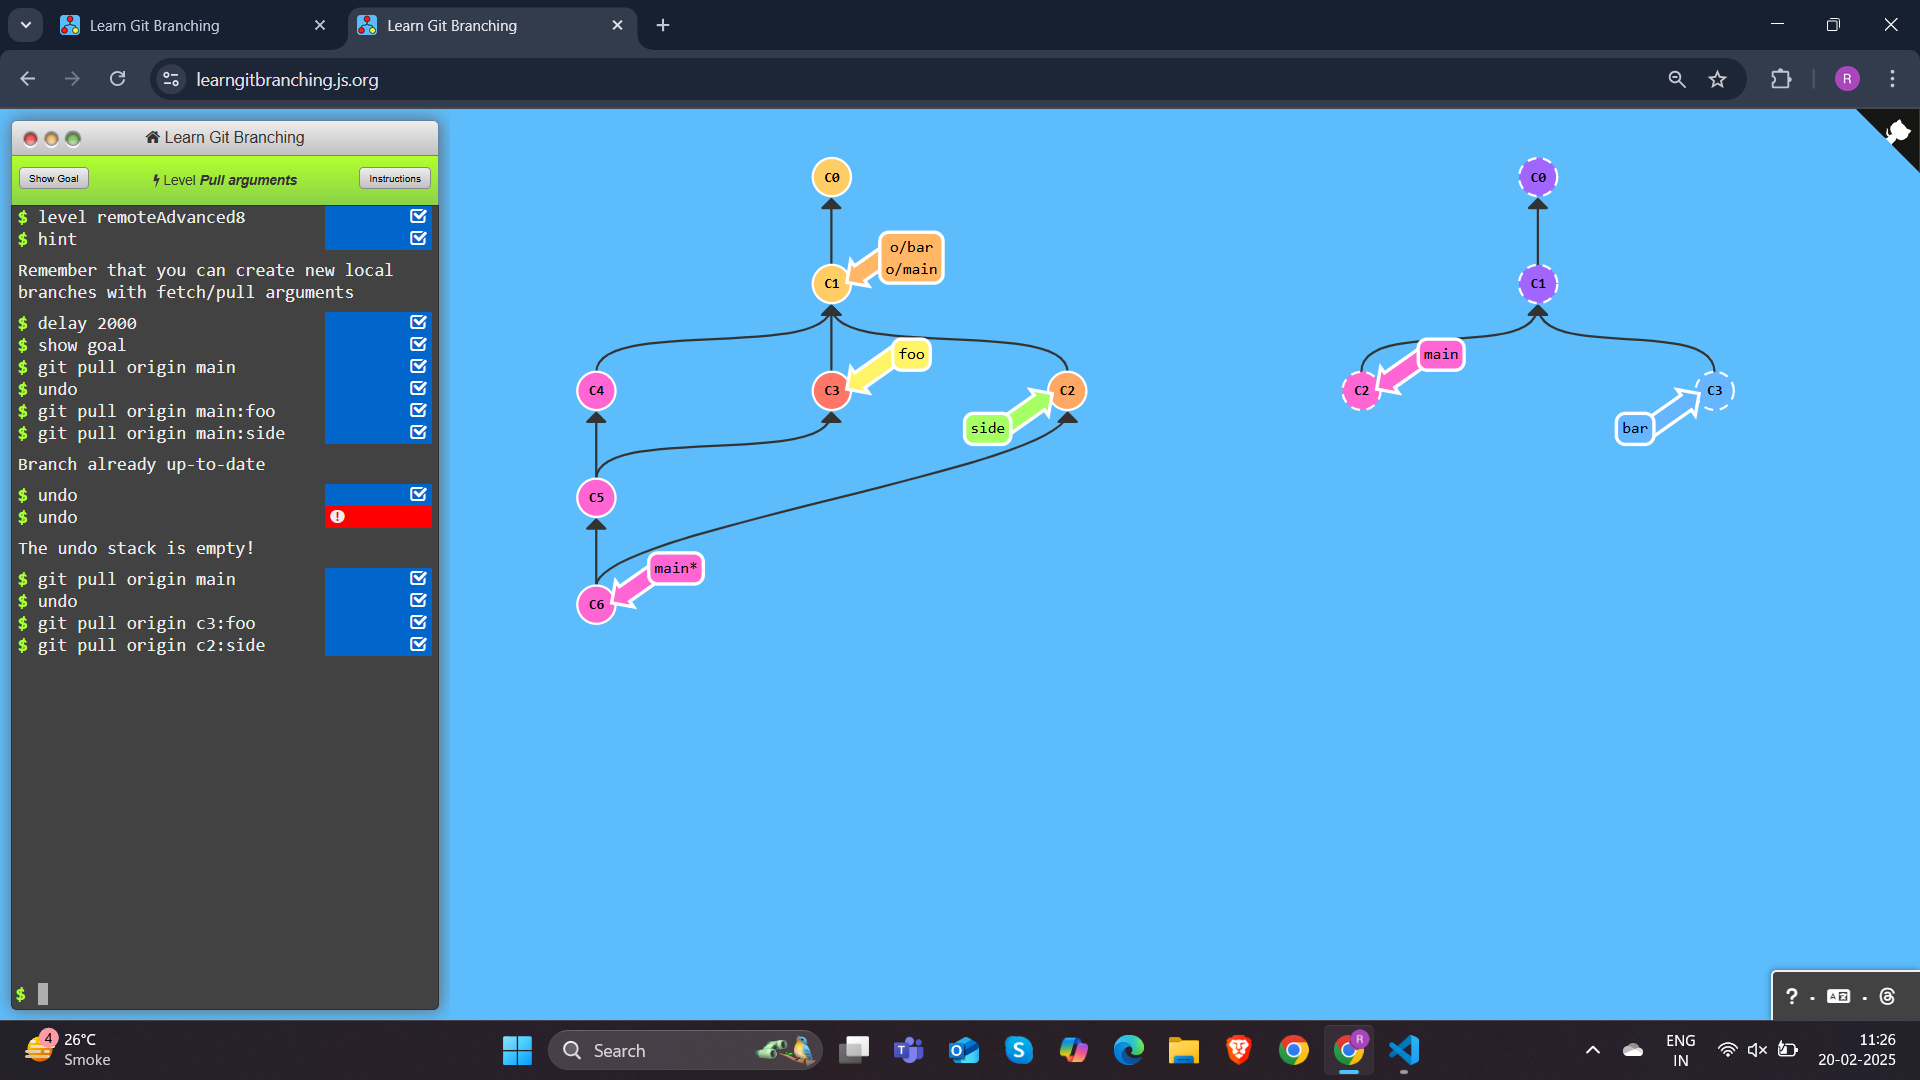 Learn Git Branching
Learn Git Branching
learngitbranching.js.org
R
Learn Git Branching
Show Goal
Level Pull arguments
Instructions
$ level remoteAdvanced8
$ hint
Remember that you can create new local
branches with fetch/pull arguments
$ delay 2000
$ show goal
$ git pull origin main
$ undo
$ git pull origin main:foo
$ git pull origin main:side
Branch already up-to-date
$ undo
$ undo
The undo stack is empty!
$ git pull origin main
$ undo
$ git pull origin c3:foo
$ git pull origin c2:side
$
C0
o/bar
o/main
C1
foo
C4
C3
C2
side
C5
main*
C6
C0
C1
main
C2
C3
bar
?
4
26°C
Smoke
Search
R
ENG
IN
11:26
20-02-2025